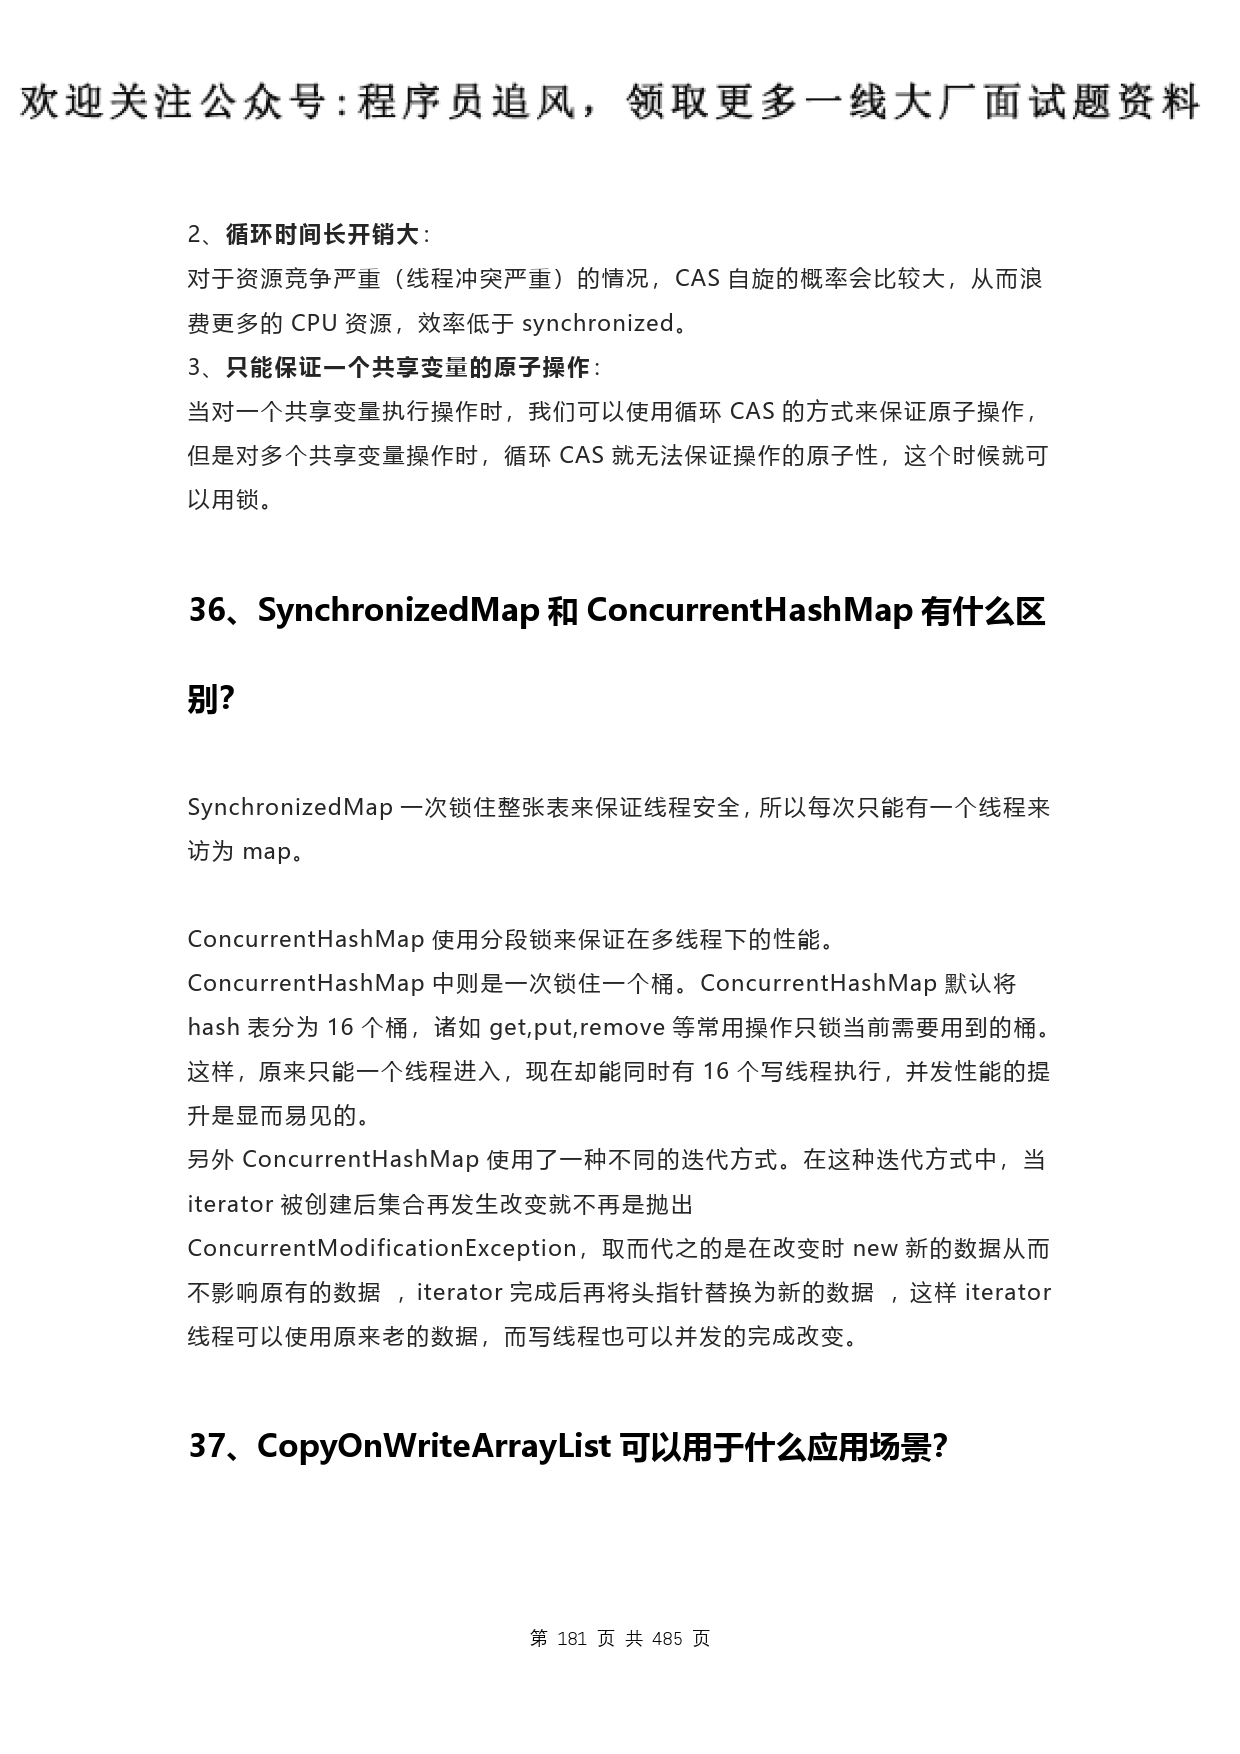 欢迎关注公众号:程序员追风，领取更多一线大厂面试题资料
2、循环时间长开销大：
对于资源竞争严重（线程冲突严重）的情况，CAS 自旋的概率会比较大，从而浪
费更多的 CPU 资源，效率低于 synchronized。
3、只能保证一个共享变量的原子操作：
当对一个共享变量执行操作时，我们可以使用循环 CAS 的方式来保证原子操作，
但是对多个共享变量操作时，循环 CAS 就无法保证操作的原子性，这个时候就可
以用锁。
36、SynchronizedMap 和 ConcurrentHashMap 有什么区
别？
SynchronizedMap 一次锁住整张表来保证线程安全，所以每次只能有一个线程来
访为 map。
ConcurrentHashMap 使用分段锁来保证在多线程下的性能。
ConcurrentHashMap 中则是一次锁住一个桶。ConcurrentHashMap 默认将
hash 表分为 16 个桶，诸如 get,put,remove 等常用操作只锁当前需要用到的桶。
这样，原来只能一个线程进入，现在却能同时有 16 个写线程执行，并发性能的提
升是显而易见的。
另外 ConcurrentHashMap 使用了一种不同的迭代方式。在这种迭代方式中，当
iterator 被创建后集合再发生改变就不再是抛出
ConcurrentModificationException，取而代之的是在改变时 new 新的数据从而
不影响原有的数据 ，iterator 完成后再将头指针替换为新的数据 ，这样 iterator
线程可以使用原来老的数据，而写线程也可以并发的完成改变。
37、CopyOnWriteArrayList 可以用于什么应用场景？
第 181 页 共 485 页